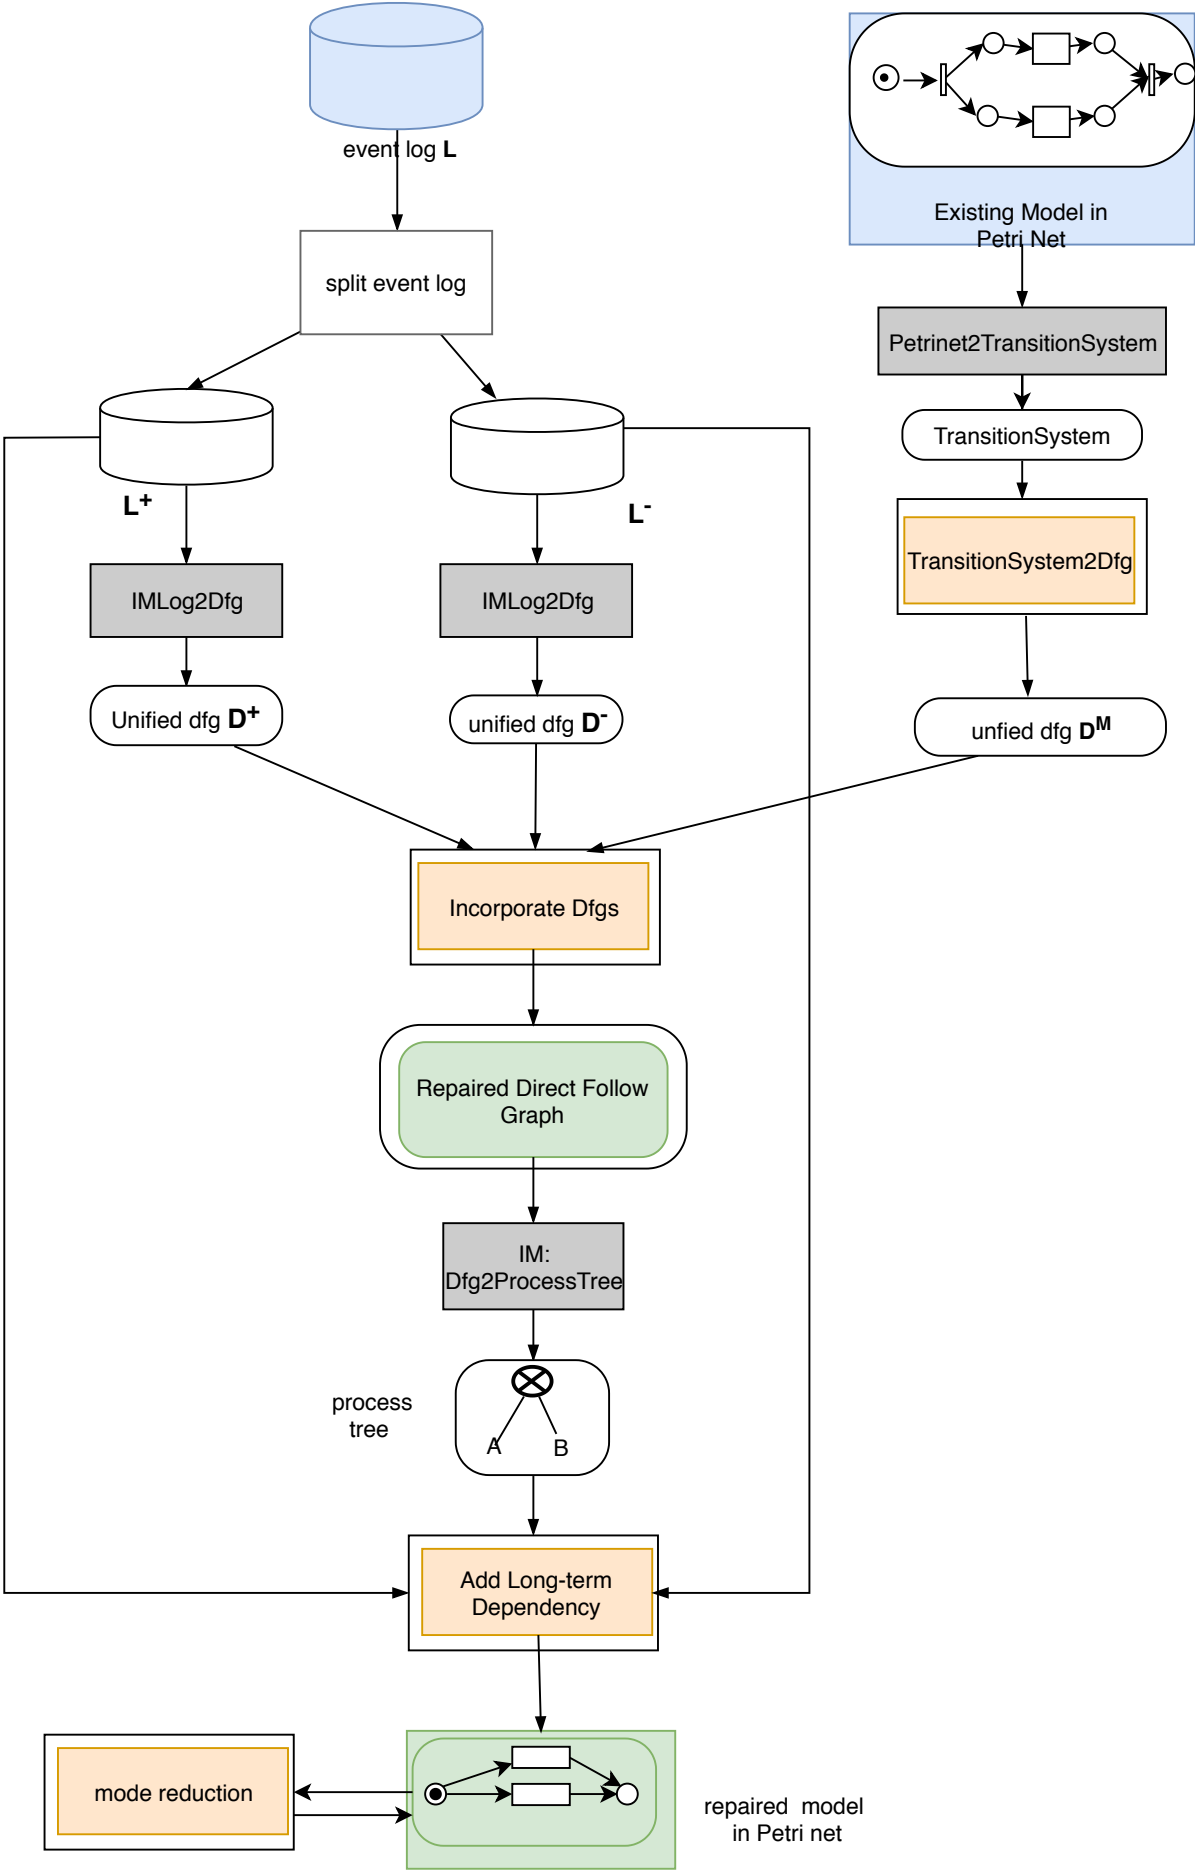 event log L
Existing Model in
Petri Net
split event log
Petrinet2TransitionSystem
TransitionSystem
L+
L-
TransitionSystem2Dfg
IMLog2Dfg
IMLog2Dfg
Unified dfg D+
unified dfg D-
unfied dfg DM
Incorporate Dfgs
Repaired Direct Follow
Graph
IM:
Dfg2ProcessTree
process
tree
A B
Add Long-term
Dependency
mode reduction
repaired model
in Petri net